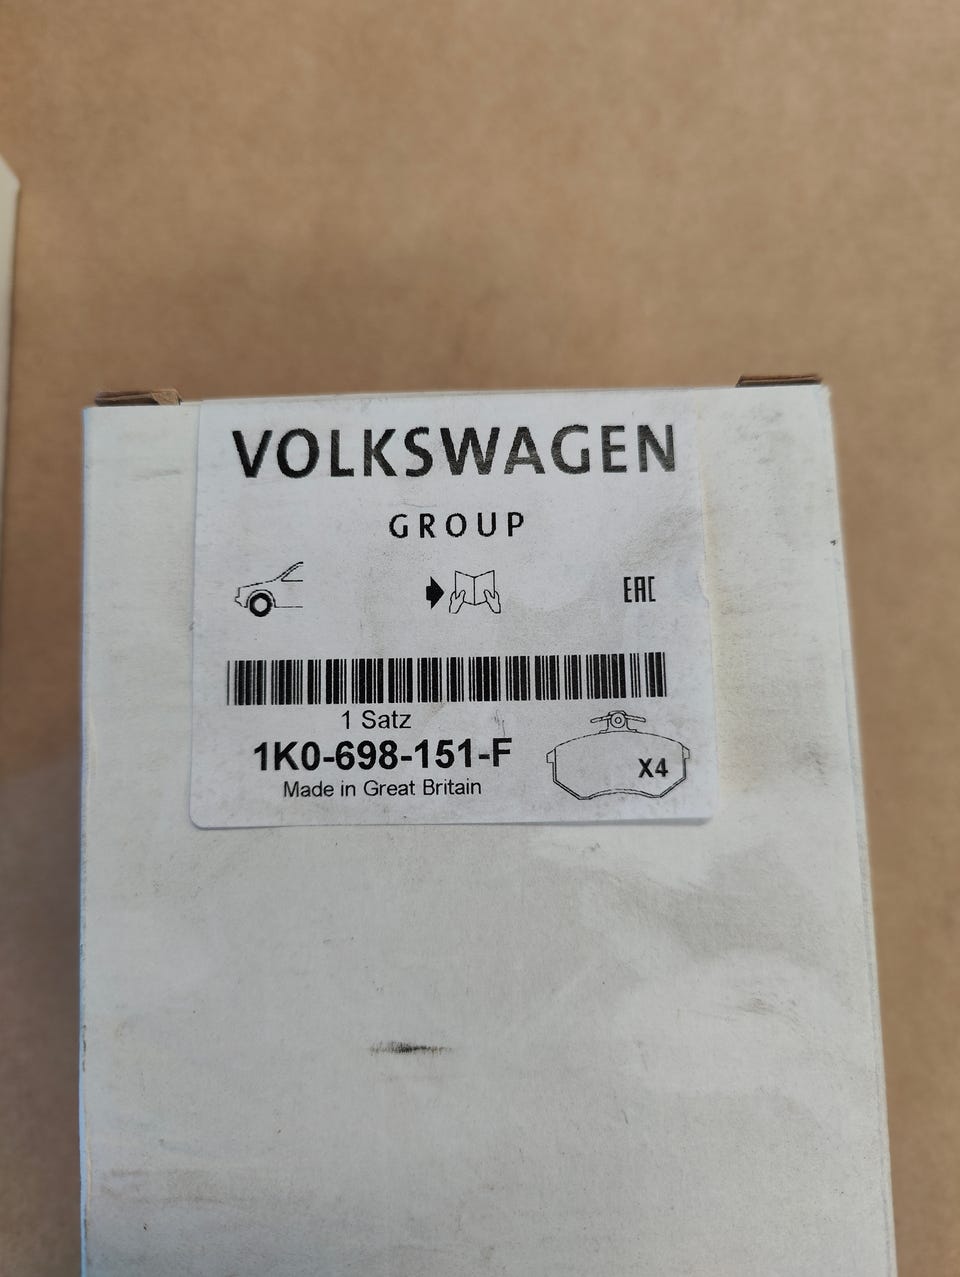 VOLKSWAGEN
GROUP
EAC
1 Satz
1K0-698-151-F
X4
Made in Great Britain